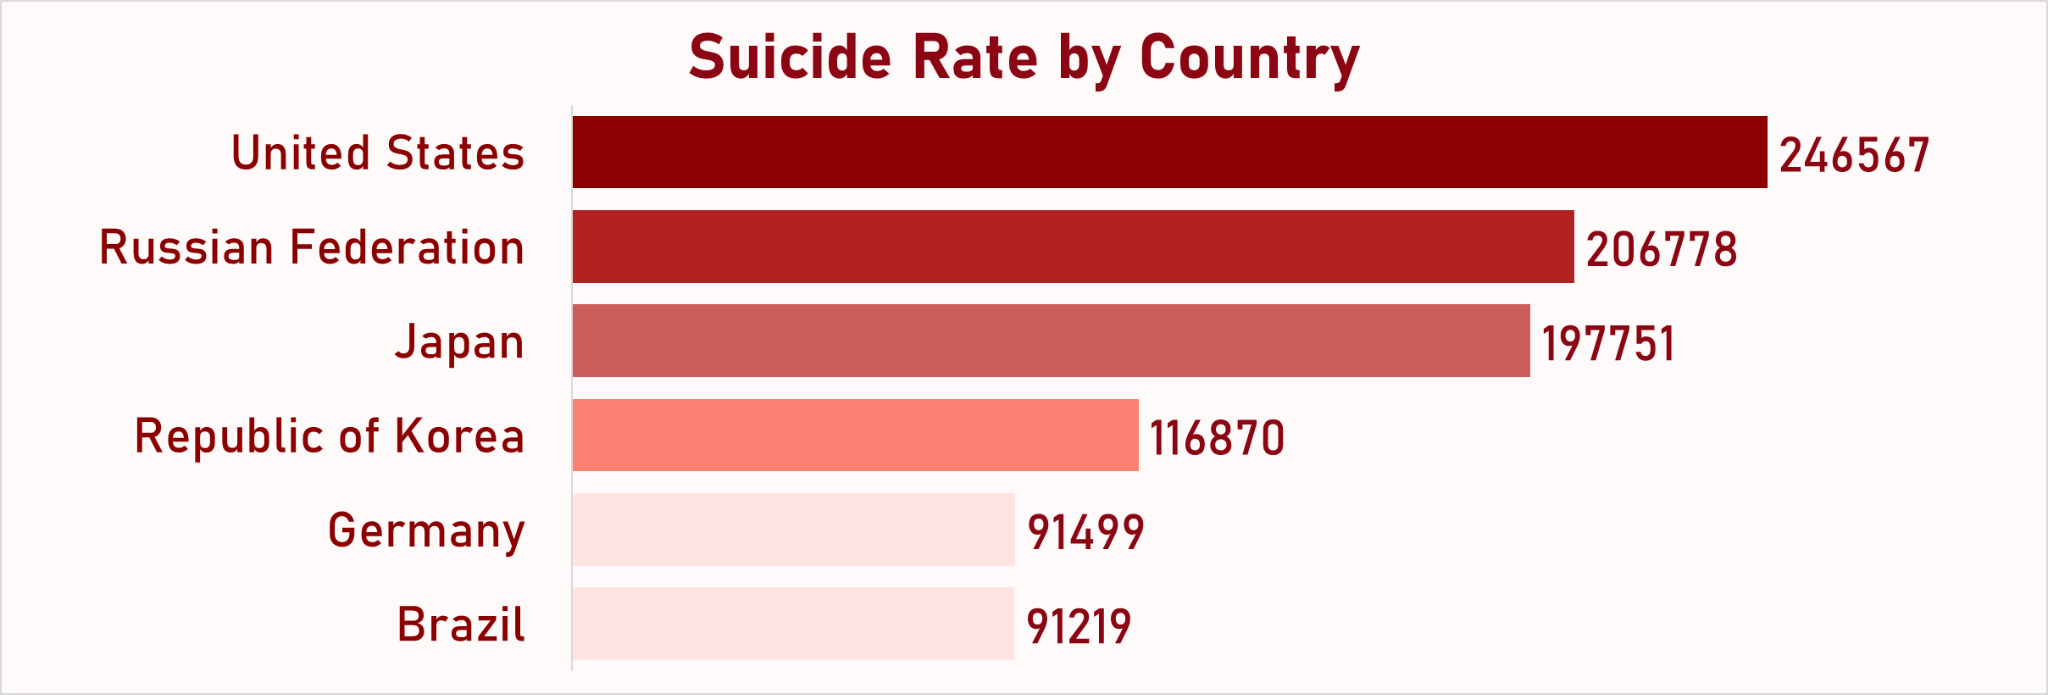 Suicide Rate by Country
United States 246567
Russian Federation 206778
Japan 197751
Republic of Korea 116870
Germany 91499
Brazil 91219